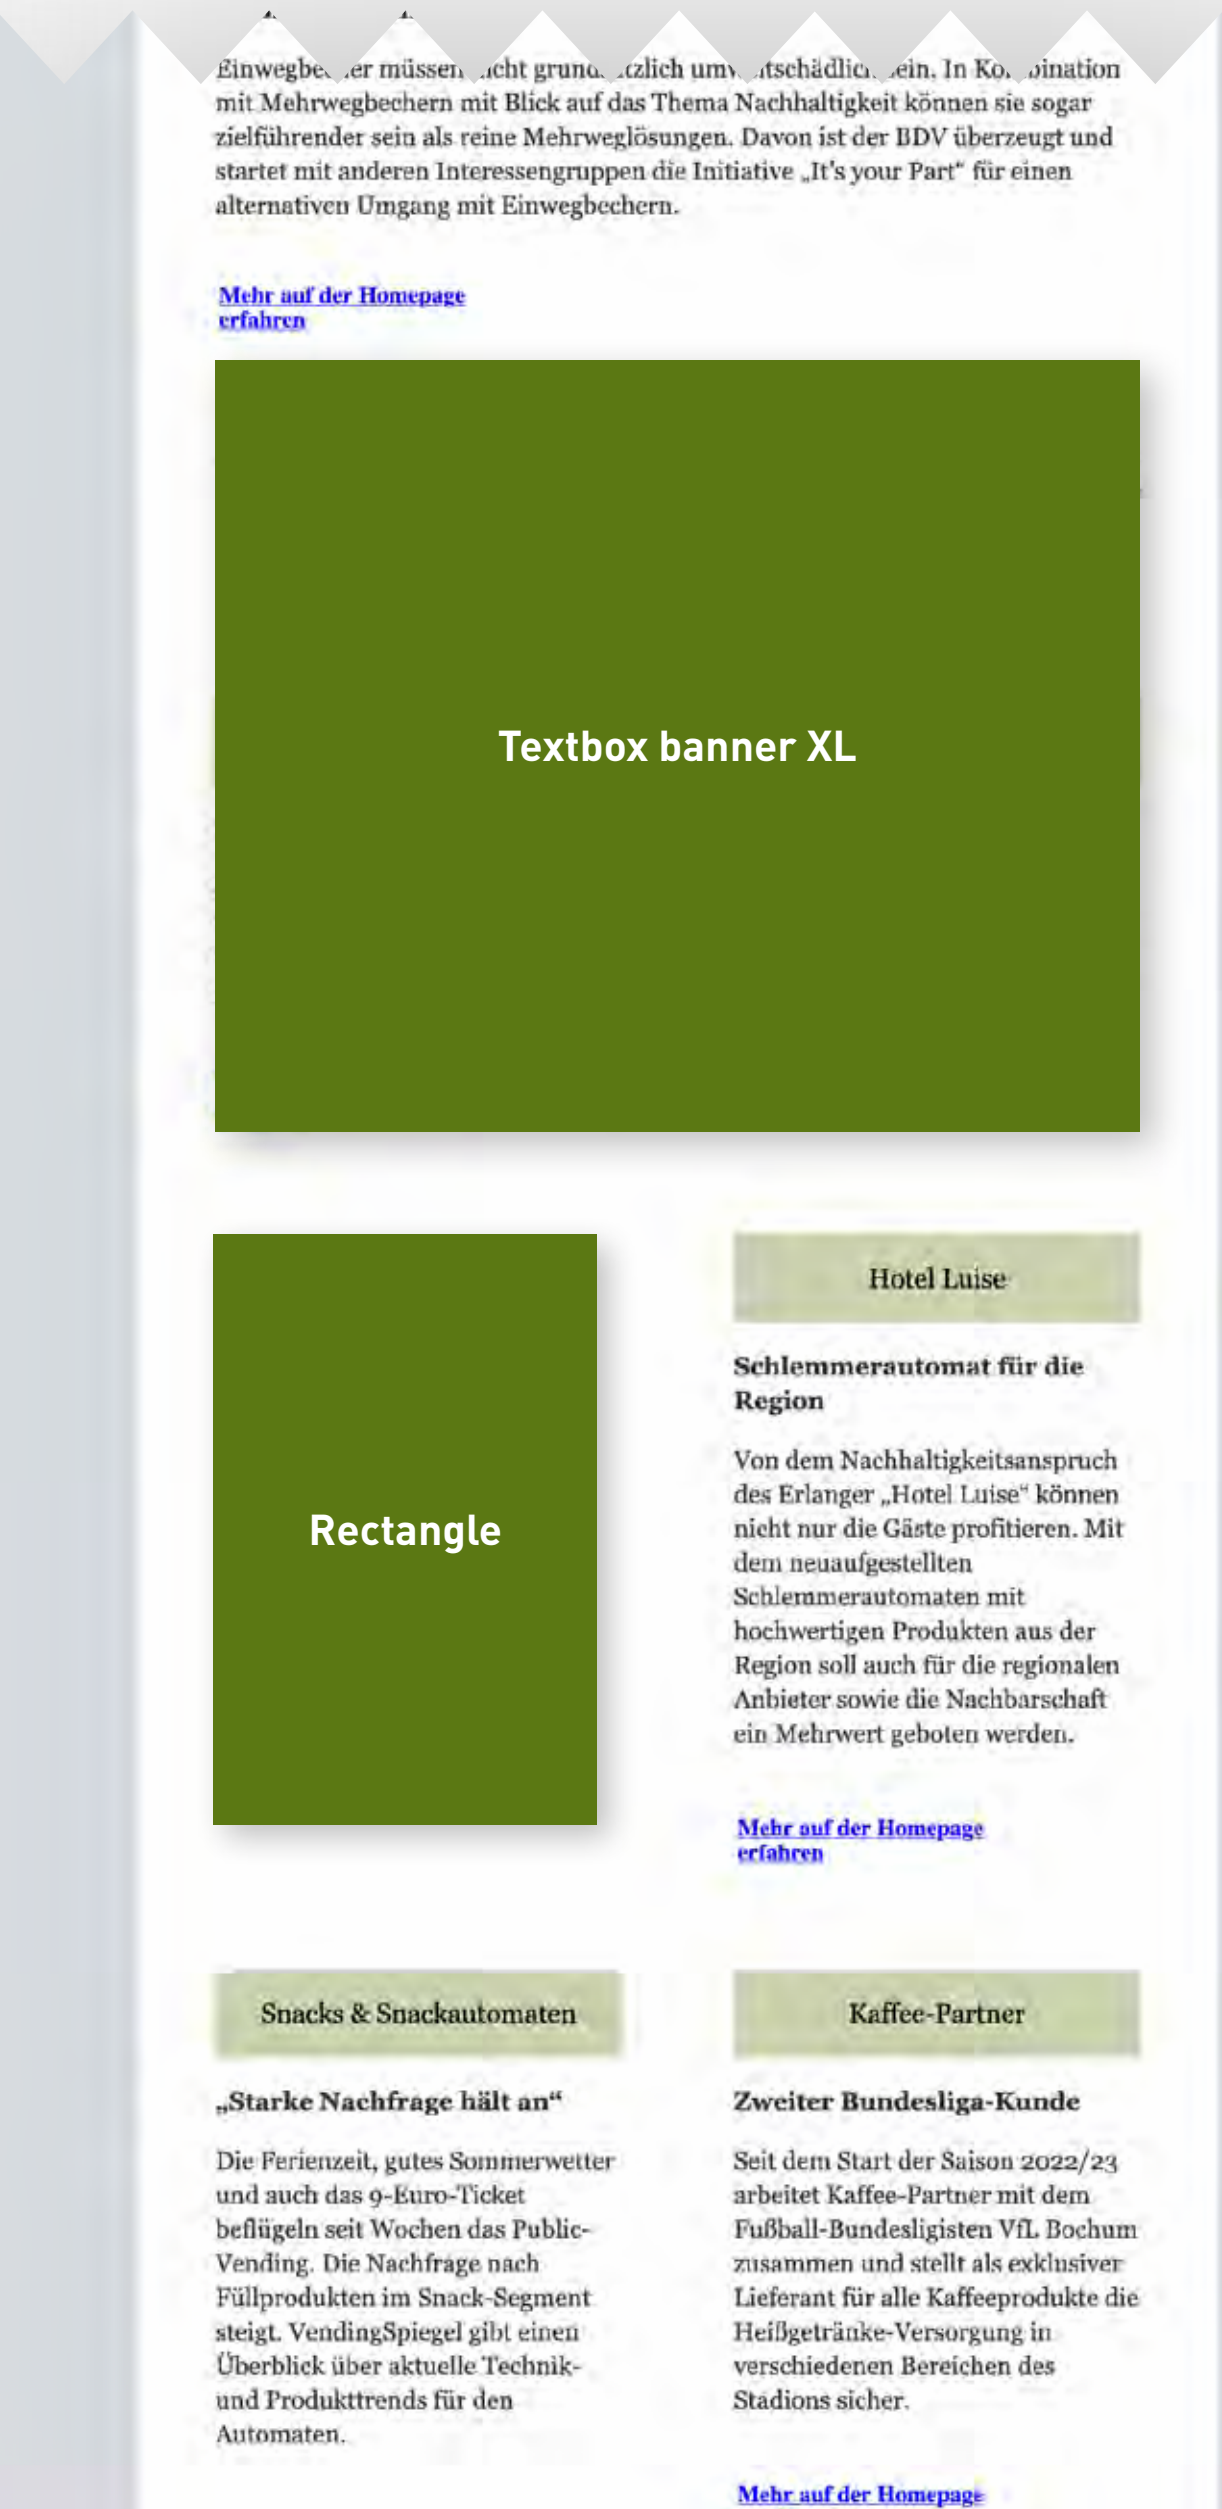 müssen
mit Mehrwegbechern mit Blick auf das Thema Nachhaltigkeit können sie sogar
zielführender sein als reine Mehrweglösungen. Davon ist der BDV überzeugt und
startet mit anderen Interessengruppen die Initiative „It's your Part“ für einen
alternativen Umgang mit Einwegbechern.
Mehr auf der Homepage
erfahren
Textbox banner XL
Rectangle
Hotel Luise
Schlemmerautomat für die
Region
Von dem Nachhaltigkeitsanspruch
des Erlanger „Hotel Luise“ können
nicht nur die Gäste profitieren. Mit
dem neuaufgestellten
Schlemmerautomaten mit
hochwertigen Produkten aus der
Region soll auch für die regionalen
Anbieter sowie die Nachbarschaft
ein Mehrwert geboten werden.
Mehr auf der Homepage
erfahren
Snacks & Snackautomaten
„Starke Nachfrage hält an“
Die Ferienzeit, gutes Sommerwetter
und auch das 9-Euro-Ticket
beflügeln seit Wochen das Public-
Vending. Die Nachfrage nach
Füllprodukten im Snack-Segment
steigt. VendingSpiegel gibt einen
Überblick über aktuelle Technik-
und Produkttrends für den
Automaten.
Kaffee-Partner
Zweiter Bundesliga-Kunde
Seit dem Start der Saison 2022/23
arbeitet Kaffee-Partner mit dem
Fußball-Bundesligisten VfL Bochum
zusammen und stellt als exklusiver
Lieferant für alle Kaffeeprodukte die
Heißgetränke-Versorgung in
verschiedenen Bereichen des
Stadions sicher.
Mehr auf der Homepage